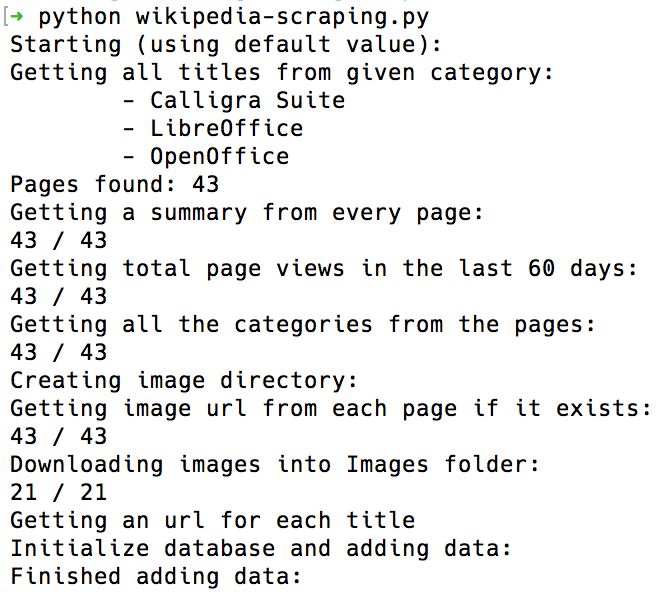 [➜ python wikipedia-scraping.py
Starting (using default value):
Getting all titles from given category:
- Calligra Suite
- LibreOffice
- OpenOffice
Pages found: 43
Getting a summary from every page:
43 / 43
Getting total page views in the last 60 days:
43 / 43
Getting all the categories from the pages:
43 / 43
Creating image directory:
Getting image url from each page if it exists:
43 / 43
Downloading images into Images folder:
21 / 21
Getting an url for each title
Initialize database and adding data:
Finished adding data: